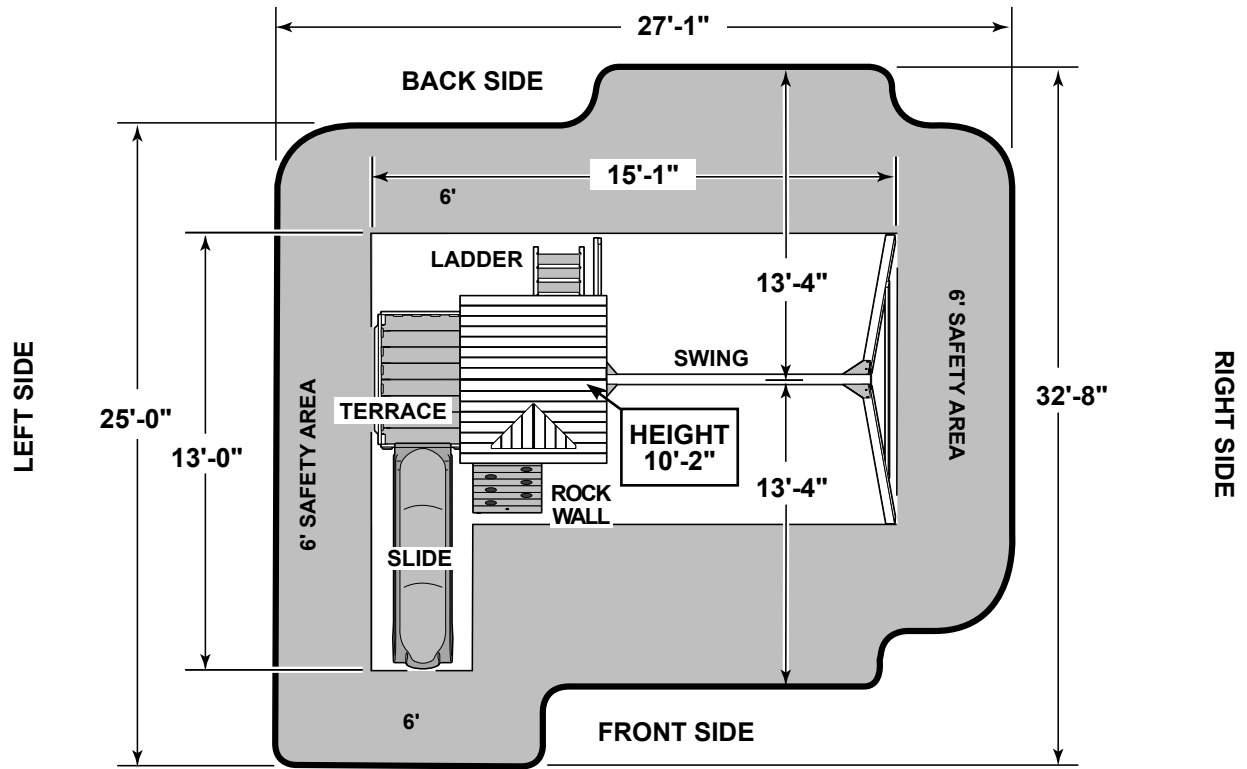 27'-1"
BACK SIDE
15'-1"
6'
LADDER
13'-4"
6' SAFETY AREA
SWING
LEFT SIDE
RIGHT SIDE
25'-0"
32'-8"
6' SAFETY AREA
TERRACE
HEIGHT
10'-2"
13'-0"
13'-4"
ROCK
WALL
SLIDE
6'
FRONT SIDE